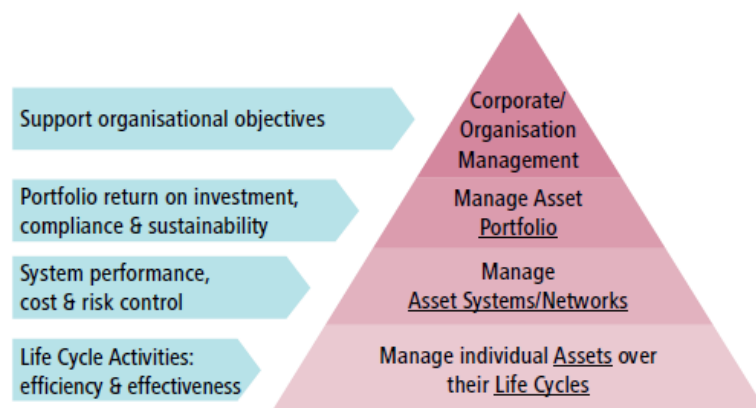 Support organisational objectives
Corporate/
Organisation
Management
Portfolio return on investment,
compliance & sustainability
Manage Asset
Portfolio
System performance,
cost & risk control
Manage
Asset Systems/Networks
Life Cycle Activities:
efficiency & effectiveness
Manage individual Assets over
their Life Cycles